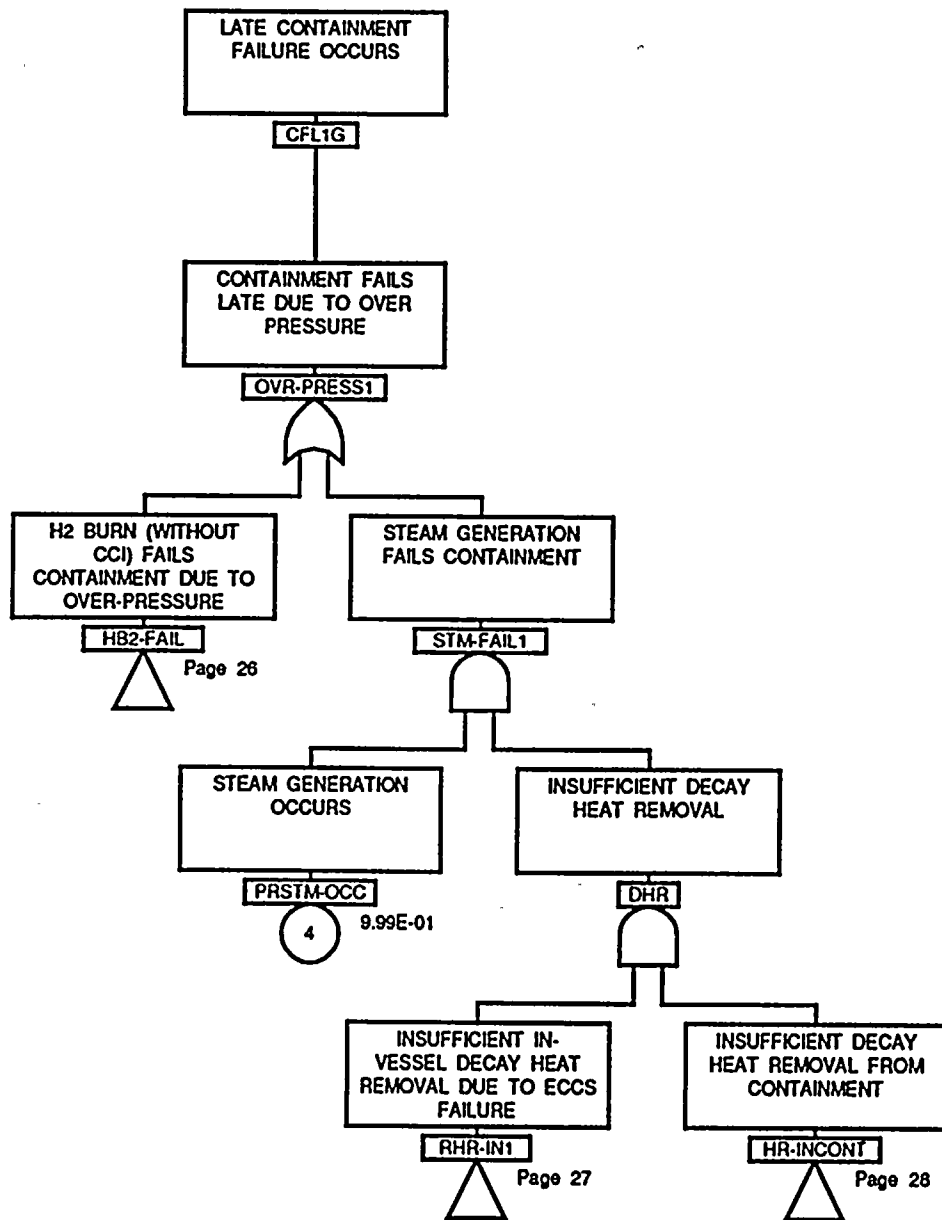 LATE CONTAINMENT
FAILURE OCCURS
CFL1G
CONTAINMENT FAILS
LATE DUE TO OVER
PRESSURE
OVR-PRESS1
H2 BURN (WITHOUT
CCI) FAILS
CONTAINMENT DUE TO
OVER-PRESSURE
HB2-FAIL
Page 26
STEAM GENERATION
FAILS CONTAINMENT
STM-FAIL1
STEAM GENERATION
OCCURS
PRSTM-OCC
4
9.99E-01
INSUFFICIENT DECAY
HEAT REMOVAL
DHR
INSUFFICIENT IN-
VESSEL DECAY HEAT
REMOVAL DUE TO ECCS
FAILURE
RHR-IN1
Page 27
INSUFFICIENT DECAY
HEAT REMOVAL FROM
CONTAINMENT
HR-INCONT
Page 28